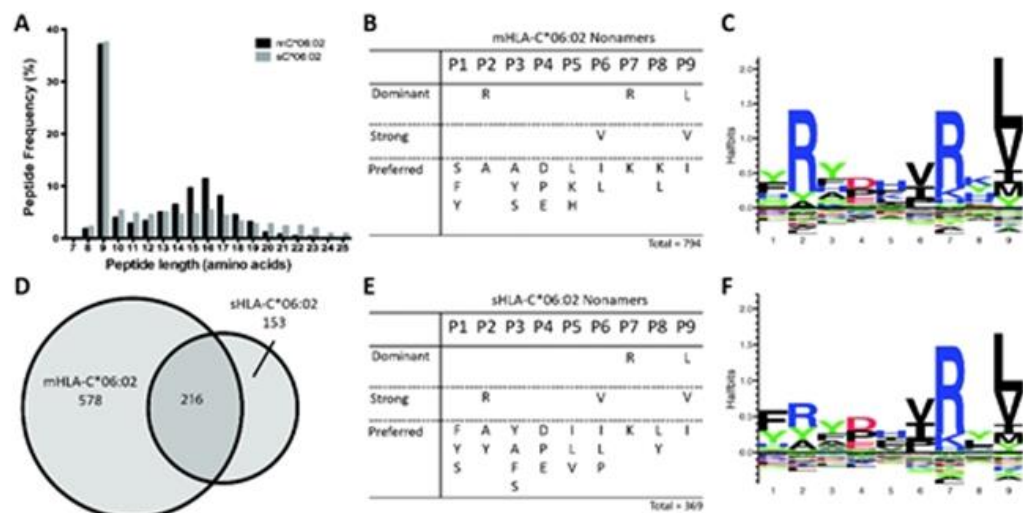 A
40
30
20
10
0
Peptide Frequency (%)
mC*06:02
sC*06:02
7 8 9 10 11 12 13 14 15 16 17 18 19 20 21 22 23 24 25
Peptide length (amino acids)
B
mHLA-C*06:02 Nonamers
P1 P2 P3 P4 P5 P6 P7 P8 P9
Dominant R R L
Strong V V
Preferred S A A D L I K K I
F Y P K L L
Y S E H
Total = 794
C
2.0
1.5
1.0
0.5
0.0
Halfbits
R R L
1 2 3 4 5 6 7 8 9
D
sHLA-C*06:02
153
mHLA-C*06:02
578
216
E
sHLA-C*06:02 Nonamers
P1 P2 P3 P4 P5 P6 P7 P8 P9
Dominant R L
Strong R V V
Preferred F A Y D I I K L I
Y Y A P L L Y
S F E V P
S
Total = 369
F
2.0
1.5
1.0
0.5
0.0
Halfbits
F R Y D V R L
1 2 3 4 5 6 7 8 9